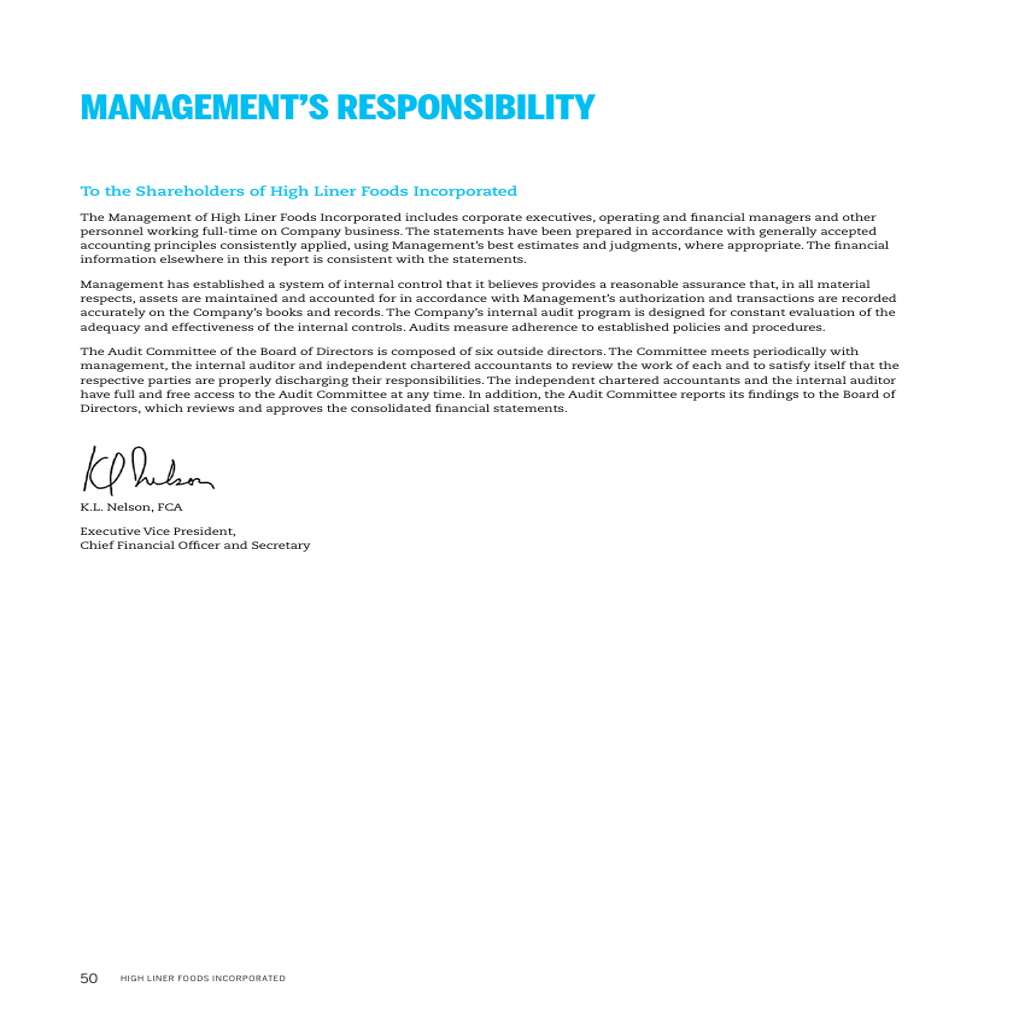 MANAGEMENT’S RESPONSIBILITY
To the Shareholders of High Liner Foods Incorporated
The Management of High Liner Foods Incorporated includes corporate executives, operating and financial managers and other
personnel working full-time on Company business. The statements have been prepared in accordance with generally accepted
accounting principles consistently applied, using Management’s best estimates and judgments, where appropriate. The financial
information elsewhere in this report is consistent with the statements.
Management has established a system of internal control that it believes provides a reasonable assurance that, in all material
respects, assets are maintained and accounted for in accordance with Management’s authorization and transactions are recorded
accurately on the Company’s books and records. The Company’s internal audit program is designed for constant evaluation of the
adequacy and effectiveness of the internal controls. Audits measure adherence to established policies and procedures.
The Audit Committee of the Board of Directors is composed of six outside directors. The Committee meets periodically with
management, the internal auditor and independent chartered accountants to review the work of each and to satisfy itself that the
respective parties are properly discharging their responsibilities. The independent chartered accountants and the internal auditor
have full and free access to the Audit Committee at any time. In addition, the Audit Committee reports its findings to the Board of
Directors, which reviews and approves the consolidated financial statements.
KL Nelson
K.L. Nelson, FCA
Executive Vice President,
Chief Financial Officer and Secretary
50 HIGH LINER FOODS INCORPORATED